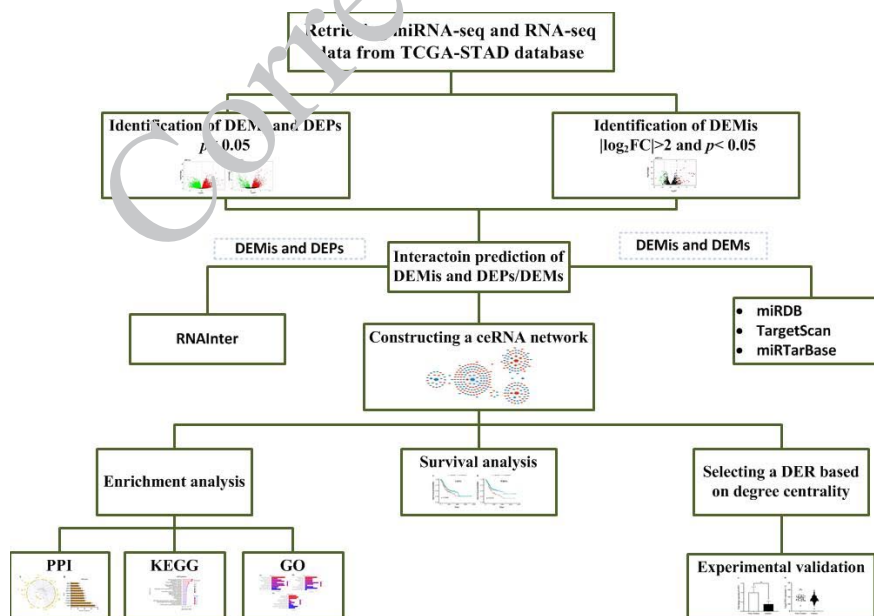 Corre
Retrieving miRNA-seq and RNA-seq
data from TCGA-STAD database
Identification of DEMs and DEPs
p< 0.05
Identification of DEMis
|log₂FC|>2 and p< 0.05
DEMis and DEPs
Interactoin prediction of
DEMis and DEPs/DEMs
DEMis and DEMs
RNAInter
• miRDB
• TargetScan
• miRTarBase
Constructing a ceRNA network
Enrichment analysis
Survival analysis
Selecting a DER based
on degree centrality
PPI
KEGG
GO
Experimental validation